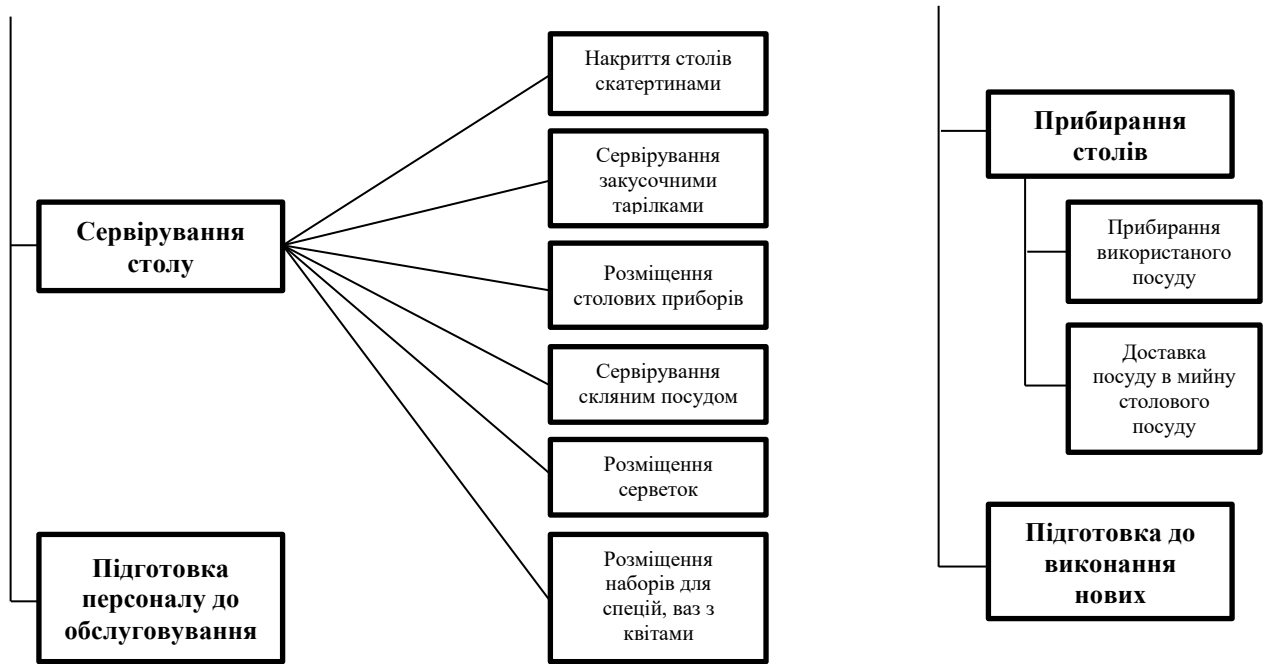 Сервірування
столу
Підготовка
персоналу до
обслуговування
Накриття столів
скатертинами
Сервірування
закусочними
тарілками
Розміщення
столових приборів
Сервірування
скляним посудом
Розміщення
серветок
Розміщення
наборів для
спецій, ваз з
квітами
Прибирання
столів
Прибирання
використаного
посуду
Доставка
посуду в мийну
столового
посуду
Підготовка до
виконання
нових